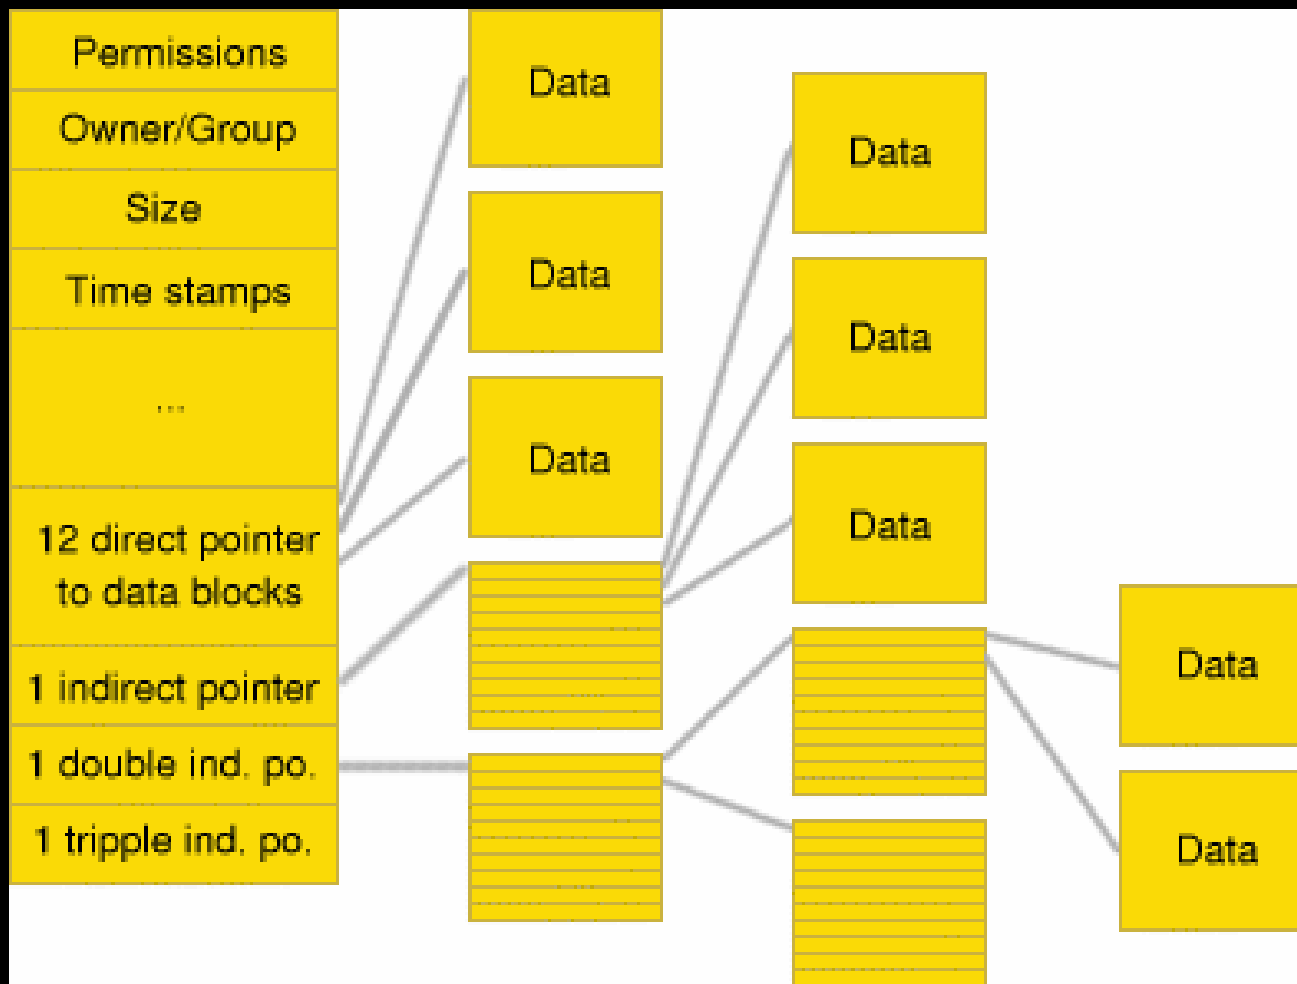 Permissions
Owner/Group
Size
Time stamps
...
12 direct pointer
to data blocks
1 indirect pointer
1 double ind. po.
1 tripple ind. po.
Data
Data
Data
Data
Data
Data
Data
Data